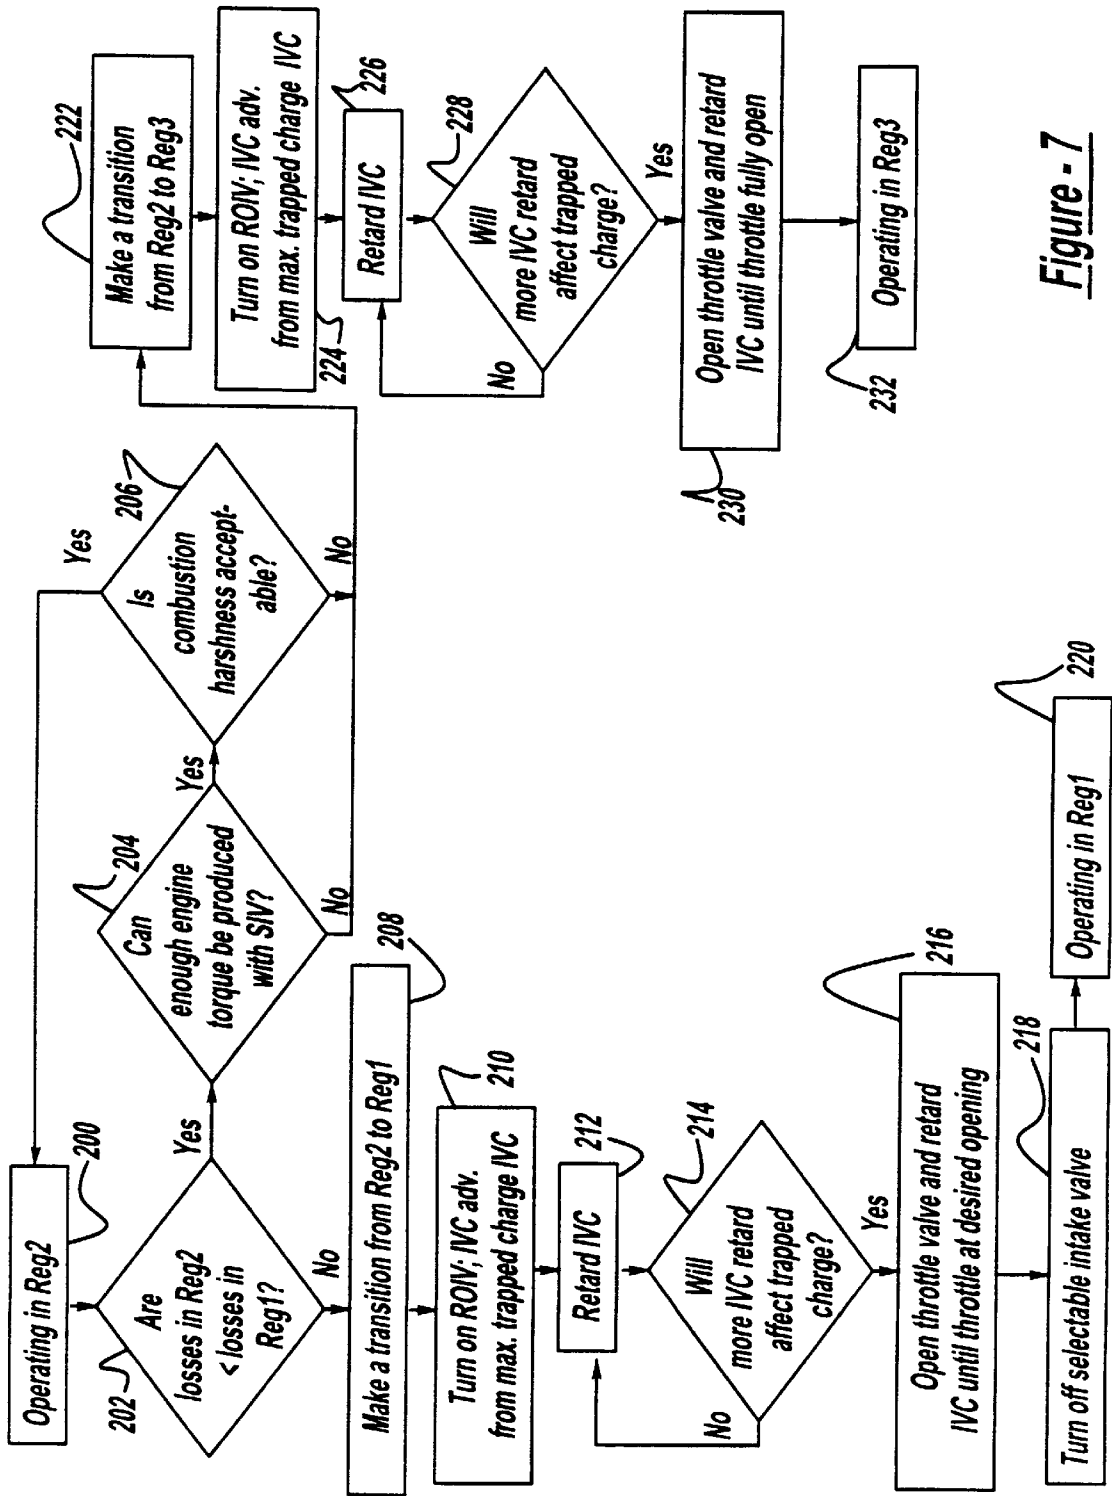 Operating in Reg2
200
202
Are
losses in Reg2
< losses in
Reg1?
Yes
No
204
Can
enough engine
torque be produced
with SIV?
Yes
No
206
Is
combustion
harshness accept-
able?
Yes
No
208
Make a transition from Reg2 to Reg1
210
Turn on ROIV; IVC adv.
from max. trapped charge IVC
212
Retard IVC
214
Will
more IVC retard
affect trapped
charge?
No
Yes
216
Open throttle valve and retard
IVC until throttle at desired opening
218
Turn off selectable intake valve
220
Operating in Reg1
222
Make a transition
from Reg2 to Reg3
224
Turn on ROIV; IVC adv.
from max. trapped charge IVC
226
Retard IVC
228
Will
more IVC retard
affect trapped
charge?
No
Yes
230
Open throttle valve and retard
IVC until throttle fully open
232
Operating in Reg3
Figure - 7